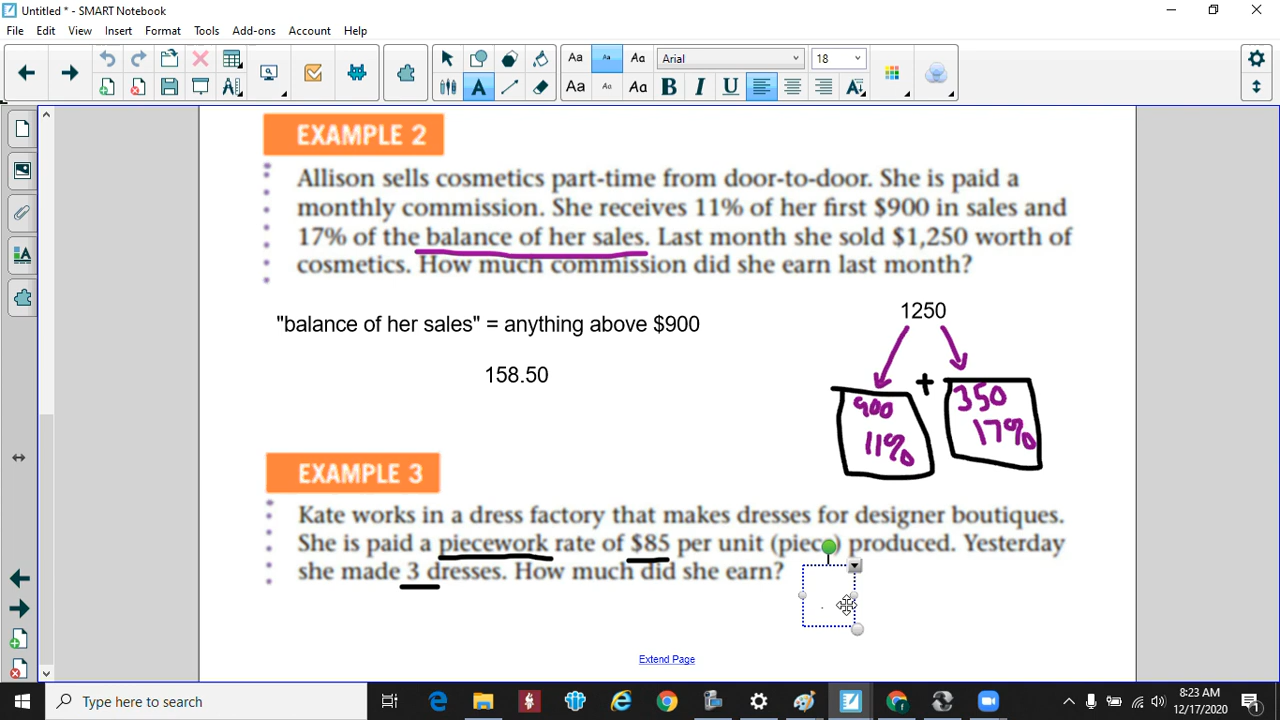 Untitled * - SMART Notebook
File Edit View Insert Format Tools Add-ons Account Help
Aa Aa Aa Arial 18
A Aa Aa Aa B I U
EXAMPLE 2
Allison sells cosmetics part-time from door-to-door. She is paid a
monthly commission. She receives 11% of her first $900 in sales and
17% of the balance of her sales. Last month she sold $1,250 worth of
cosmetics. How much commission did she earn last month?
"balance of her sales" = anything above $900
158.50
1250
+
900
11%
350
17%
EXAMPLE 3
Kate works in a dress factory that makes dresses for designer boutiques.
She is paid a piecework rate of $85 per unit (piece) produced. Yesterday
she made 3 dresses. How much did she earn?
Extend Page
Type here to search
8:23 AM
12/17/2020